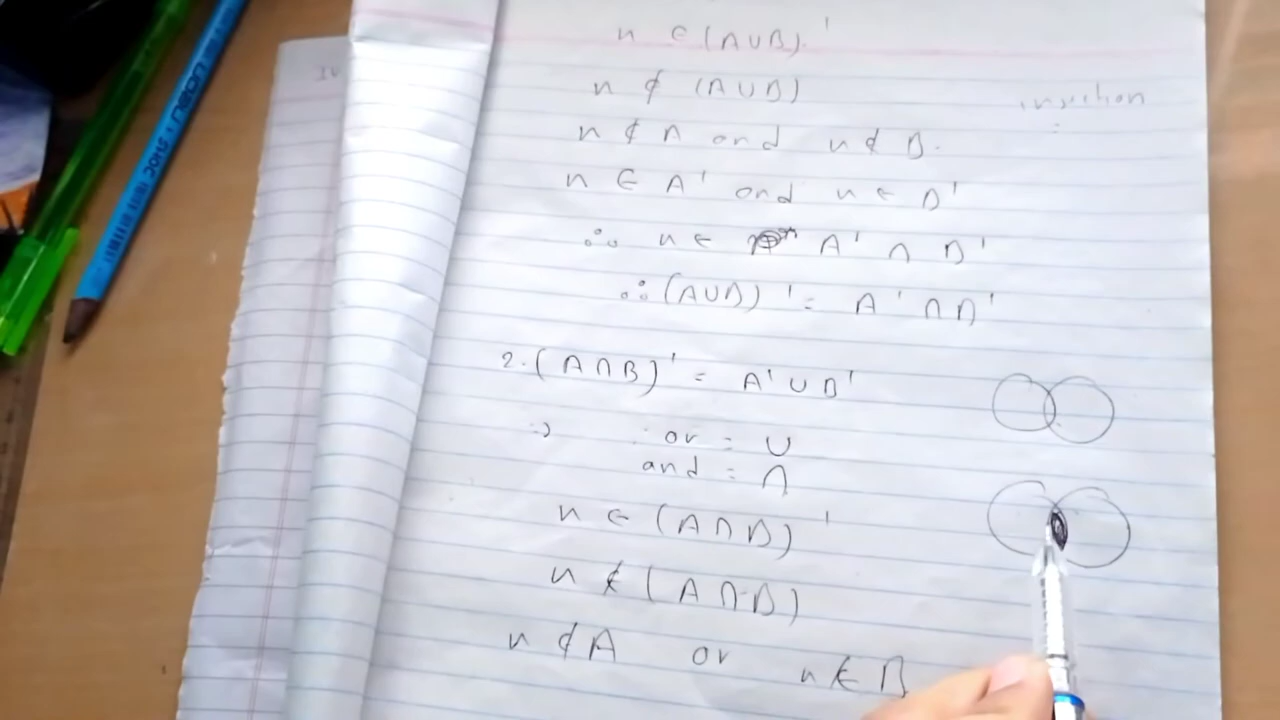 n ∈ (A∪B)'
n ∉ (A∪B)
n ∉ A and n ∉ B.
n ∈ A' and n ∈ B'
∴ n ∈ A' ∩ B'
∴ (A∪B)' = A' ∩ B'
2. (A∩B)' = A' ∪ B'
⇒ or = ∪
and = ∩
n ∈ (A∩B)'
n ∉ (A∩B)
n ∉ A or n ∉ B